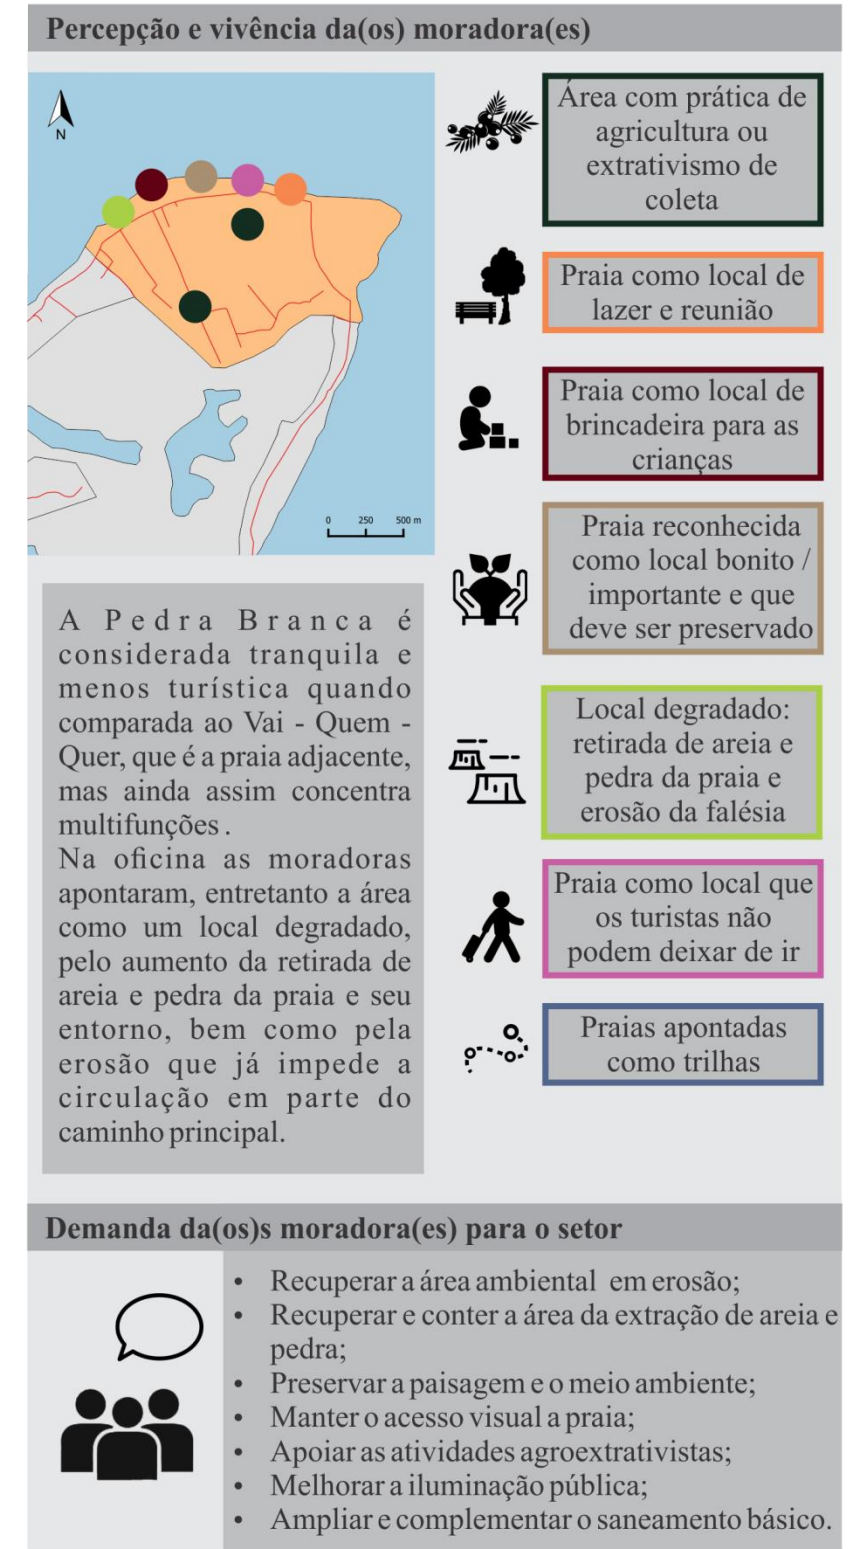 Percepção e vivência da(os) moradora(es)
N
0 250 500 m
Área com prática de
agricultura ou
extrativismo de
coleta
Praia como local de
lazer e reunião
Praia como local de
brincadeira para as
crianças
Praia reconhecida
como local bonito /
importante e que
deve ser preservado
Local degradado:
retirada de areia e
pedra da praia e
erosão da falésia
Praia como local que
os turistas não
podem deixar de ir
Praias apontadas
como trilhas
A Pedra Branca é
considerada tranquila e
menos turística quando
comparada ao Vai - Quem -
Quer, que é a praia adjacente,
mas ainda assim concentra
multifunções .
Na oficina as moradoras
apontaram, entretanto a área
como um local degradado,
pelo aumento da retirada de
areia e pedra da praia e seu
entorno, bem como pela
erosão que já impede a
circulação em parte do
caminho principal.
Demanda da(os)s moradora(es) para o setor
• Recuperar a área ambiental em erosão;
• Recuperar e conter a área da extração de areia e
pedra;
• Preservar a paisagem e o meio ambiente;
• Manter o acesso visual a praia;
• Apoiar as atividades agroextrativistas;
• Melhorar a iluminação pública;
• Ampliar e complementar o saneamento básico.